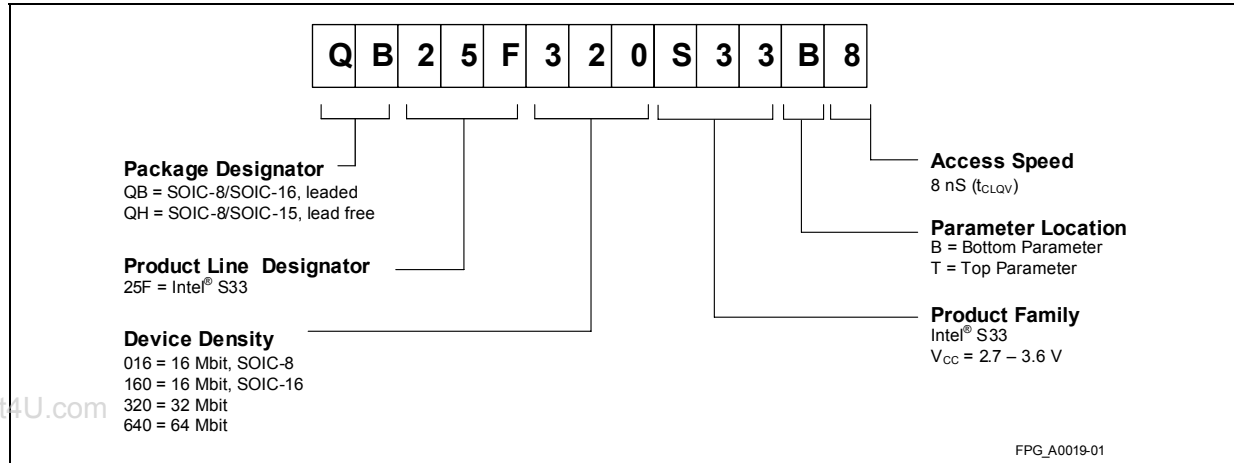 Q B 2 5 F 3 2 0 S 3 3 B 8
Package Designator
QB = SOIC-8/SOIC-16, leaded
QH = SOIC-8/SOIC-15, lead free
Product Line Designator
25F = Intel® S33
Device Density
016 = 16 Mbit, SOIC-8
160 = 16 Mbit, SOIC-16
320 = 32 Mbit
640 = 64 Mbit
Access Speed
8 nS (tCLQV)
Parameter Location
B = Bottom Parameter
T = Top Parameter
Product Family
Intel® S33
VCC = 2.7 – 3.6 V
t4U.com
FPG_A0019-01